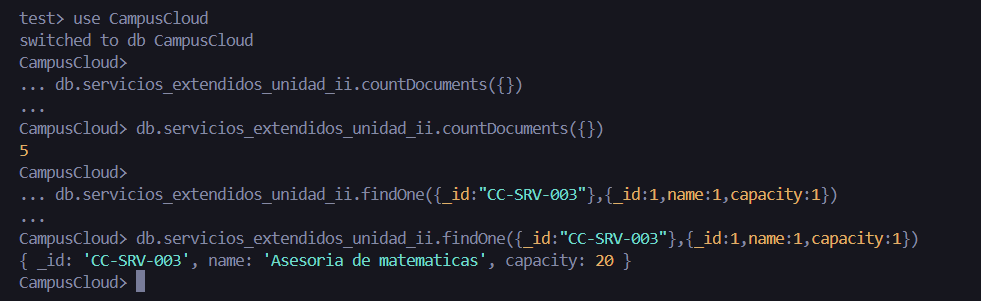 test> use CampusCloud
switched to db CampusCloud
CampusCloud>
... db.servicios_extendidos_unidad_ii.countDocuments({})
...
CampusCloud> db.servicios_extendidos_unidad_ii.countDocuments({})
5
CampusCloud>
... db.servicios_extendidos_unidad_ii.findOne({_id:"CC-SRV-003"},{_id:1,name:1,capacity:1})
...
CampusCloud> db.servicios_extendidos_unidad_ii.findOne({_id:"CC-SRV-003"},{_id:1,name:1,capacity:1})
{ _id: 'CC-SRV-003', name: 'Asesoria de matematicas', capacity: 20 }
CampusCloud>